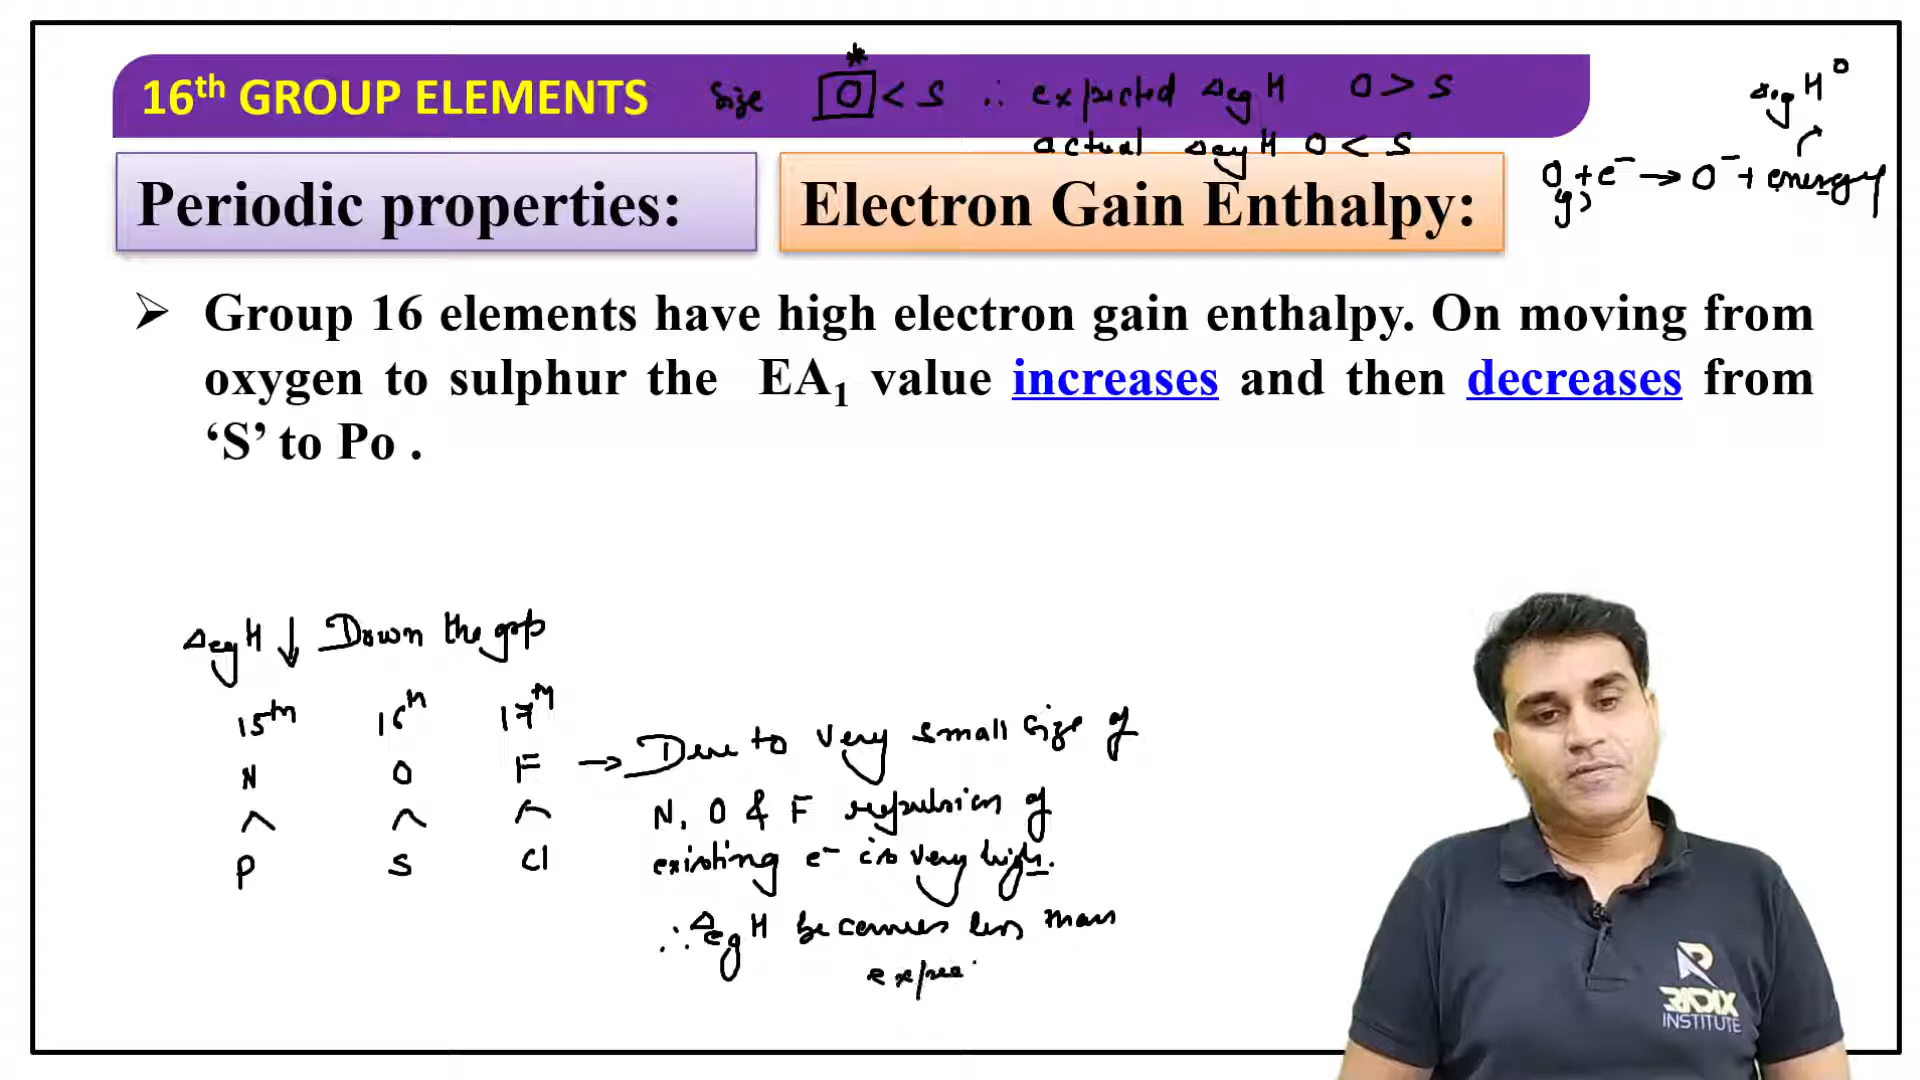 16th GROUP ELEMENTS
Size O < S ∴ expected ΔegH O > S
*
actual ΔegH O < S
ΔegH°
O(g) + e⁻ → O⁻ + energy
Periodic properties:
Electron Gain Enthalpy:
➢ Group 16 elements have high electron gain enthalpy. On moving from
oxygen to sulphur the EA₁ value increases and then decreases from
‘S’ to Po .
ΔegH ↓ Down the grp
15th 16th 17th
N O F → Due to very small size of
N, O & F repulsion of
^ ^ ^
existing e⁻ is very high.
P S Cl
∴ ΔegH becomes less than
expec
RADIX
INSTITUTE